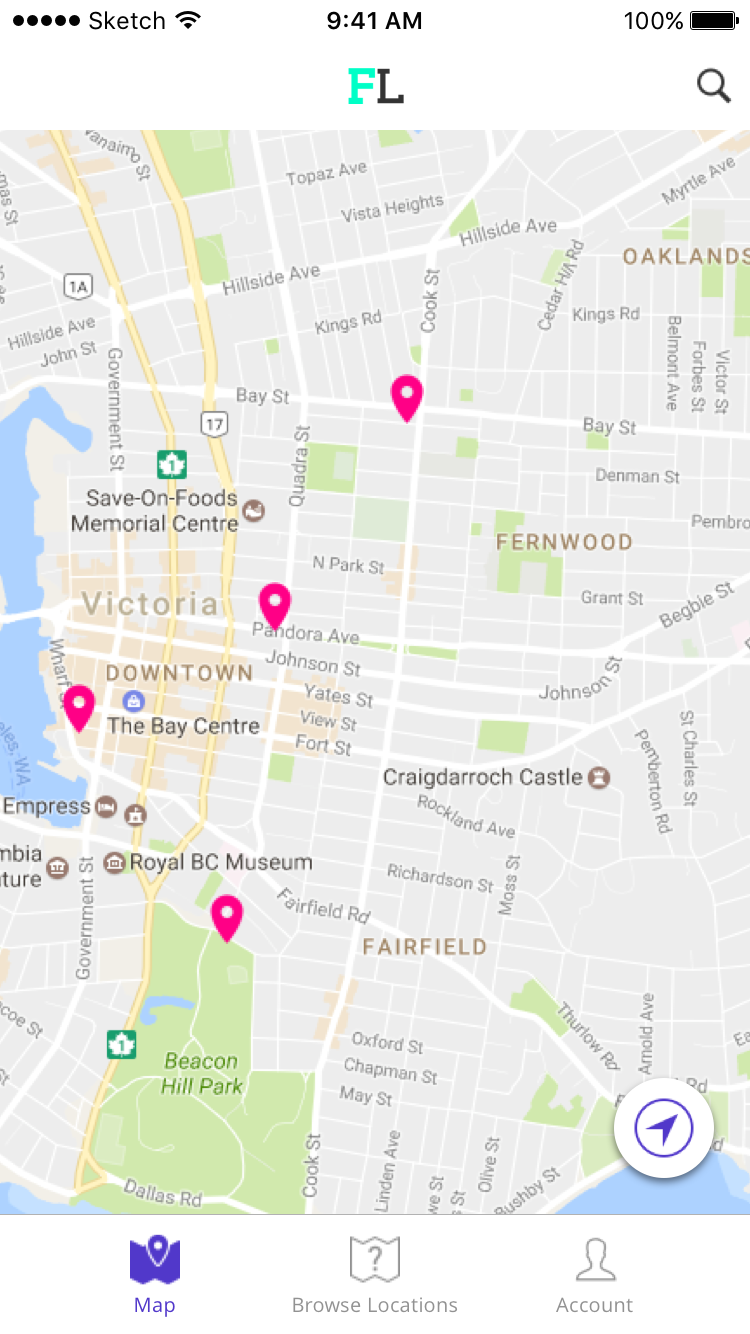 Sketch
9:41 AM
100%
FL
Topaz Ave
Myrtle Ave
Vista Heights
Hillside Ave
OAKLANDS
Hillside Ave
Cedar Hill Rd
1A
Cook St
Kings Rd
Kings Rd
Hillside Ave
John St
Belmont Ave
Forbes St
Victor St
Government St
Bay St
17
Bay St
Quadra St
1
Denman St
Save-On-Foods
Memorial Centre
Pembro
FERNWOOD
N Park St
Grant St
Begbie St
Victoria
Pandora Ave
Wharf
Johnson St
DOWNTOWN
Johnson St
Yates St
The Bay Centre
View St
Fort St
St Charles St
Pemberton Rd
Craigdarroch Castle
Empress
Rockland Ave
Royal BC Museum
mbia
ture
Richardson St
Moss St
Government St
Fairfield Rd
FAIRFIELD
Thurlow Rd
Arnold Ave
coe St
1
Oxford St
Beacon
Hill Park
Chapman St
May St
Rd
Cook St
Linden Ave
Olive St
Bushby St
Dallas Rd
Map
?
Browse Locations
Account